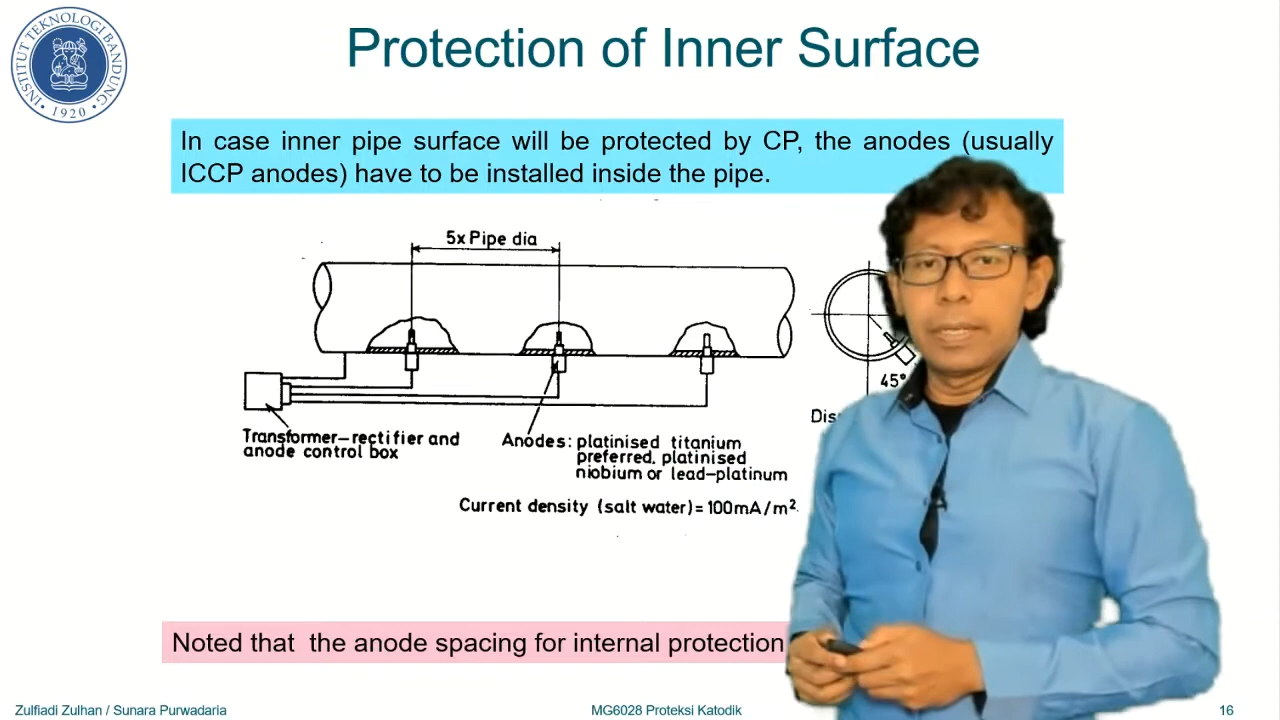 INSTITUT TEKNOLOGI BANDUNG
1920
Protection of Inner Surface
In case inner pipe surface will be protected by CP, the anodes (usually
ICCP anodes) have to be installed inside the pipe.
5x Pipe dia
45°
Transformer-rectifier and
anode control box
Anodes: platinised titanium
preferred, platinised
niobium or lead-platinum
Current density (salt water) = 100mA/m².
Noted that the anode spacing for internal protection
Zulfiadi Zulhan / Sunara Purwadaria
MG6028 Proteksi Katodik
16